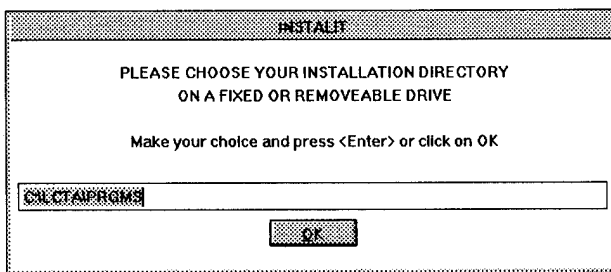 INSTALIT
PLEASE CHOOSE YOUR INSTALLATION DIRECTORY
ON A FIXED OR REMOVEABLE DRIVE
Make your choice and press <Enter> or click on OK
C:\LCTA\PRGMS
OK